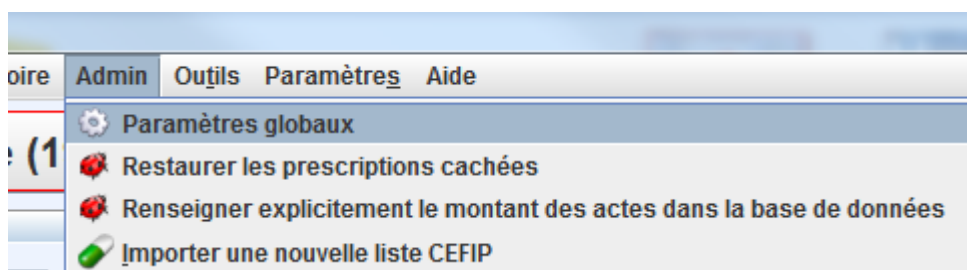 oire Admin Outils Paramètres Aide
Paramètres globaux
e (1
Restaurer les prescriptions cachées
Renseigner explicitement le montant des actes dans la base de données
Importer une nouvelle liste CEFIP